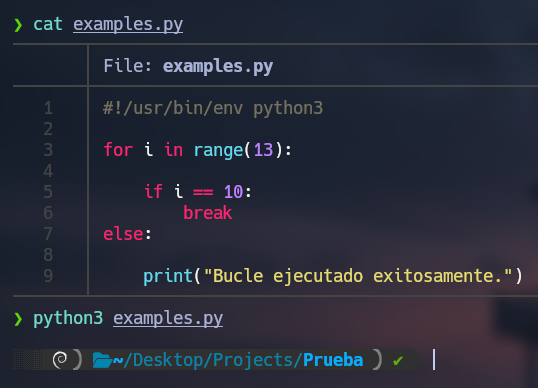 ❯ cat examples.py
File: examples.py
1 #!/usr/bin/env python3
2
3 for i in range(13):
4
5     if i == 10:
6         break
7 else:
8
9     print("Bucle ejecutado exitosamente.")
❯ python3 examples.py
~/Desktop/Projects/Prueba ) ✔